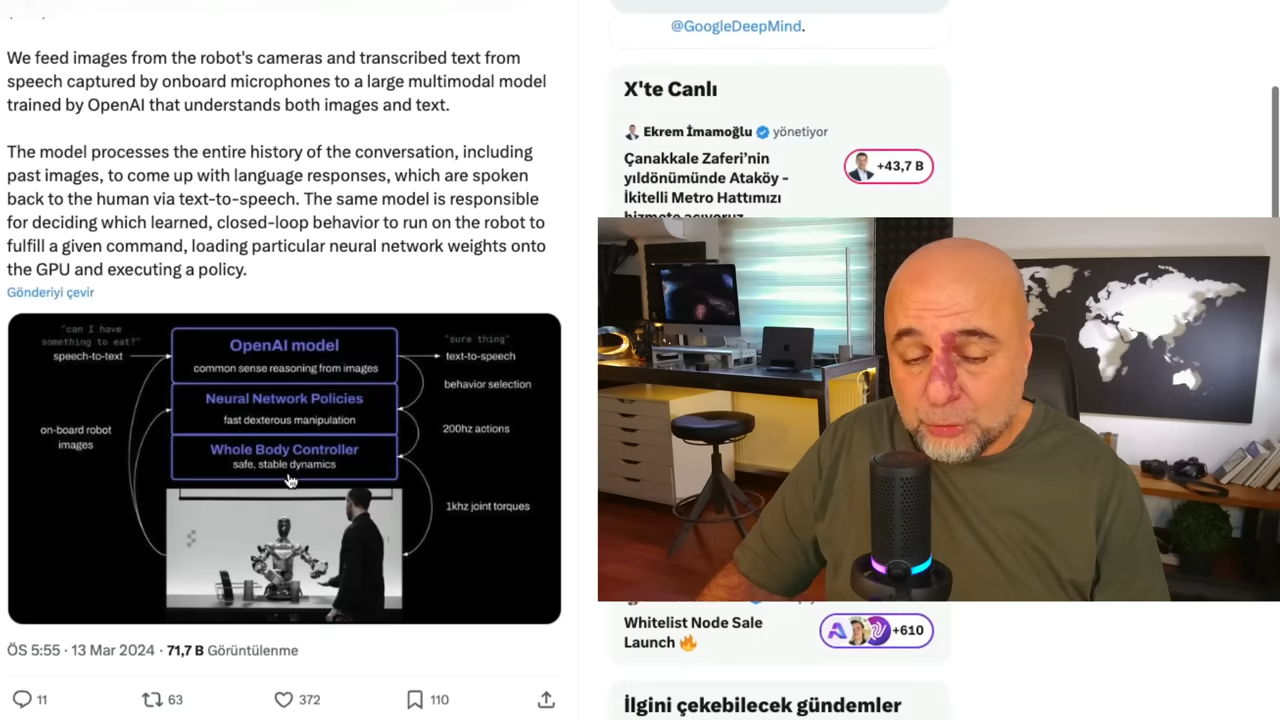 We feed images from the robot's cameras and transcribed text from
speech captured by onboard microphones to a large multimodal model
trained by OpenAI that understands both images and text.
The model processes the entire history of the conversation, including
past images, to come up with language responses, which are spoken
back to the human via text-to-speech. The same model is responsible
for deciding which learned, closed-loop behavior to run on the robot to
fulfill a given command, loading particular neural network weights onto
the GPU and executing a policy.
Gönderiyi çevir
"can I have
something to eat?"
speech-to-text
on-board robot
images
OpenAI model
common sense reasoning from images
Neural Network Policies
fast dexterous manipulation
Whole Body Controller
safe, stable dynamics
"sure thing"
text-to-speech
behavior selection
200hz actions
1khz joint torques
ÖS 5:55 · 13 Mar 2024 · 71,7 B Görüntülenme
11
63
372
110
@GoogleDeepMind.
X'te Canlı
Ekrem İmamoğlu yönetiyor
Çanakkale Zaferi'nin
yıldönümünde Ataköy -
İkitelli Metro Hattımızı
hizmete açıyoruz
+43,7 B
Whitelist Node Sale
Launch 🔥
+610
İlgini çekebilecek gündemler